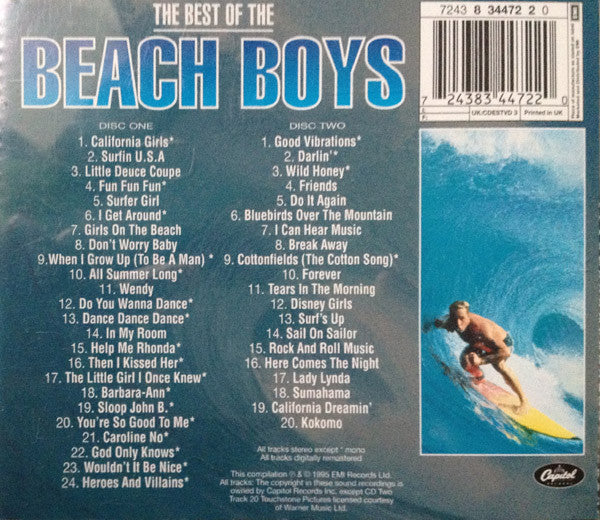 THE BEST OF THE
BEACH BOYS
7243 8 34472 2 0
7 24383 44722 0
UK:CDESTVD 3 Printed in UK
DISC ONE
1. California Girls*
2. Surfin U.S.A
3. Little Deuce Coupe
4. Fun Fun Fun*
5. Surfer Girl
6. I Get Around*
7. Girls On The Beach
8. Don't Worry Baby
9.When I Grow Up (To Be A Man) *
10. All Summer Long*
11. Wendy
12. Do You Wanna Dance*
13. Dance Dance Dance*
14. In My Room
15. Help Me Rhonda*
16. Then I Kissed Her*
17. The Little Girl I Once Knew*
18. Barbara-Ann*
19. Sloop John B.*
20. You're So Good To Me*
21. Caroline No*
22. God Only Knows*
23. Wouldn't It Be Nice*
24. Heroes And Villains*
DISC TWO
1. Good Vibrations*
2. Darlin'*
3. Wild Honey*
4. Friends
5. Do It Again
6. Bluebirds Over The Mountain
7. I Can Hear Music
8. Break Away
9. Cottonfields (The Cotton Song)*
10. Forever
11. Tears In The Morning
12. Disney Girls
13. Surf's Up
14. Sail On Sailor
15. Rock And Roll Music
16. Here Comes The Night
17. Lady Lynda
18. Sumahama
19. California Dreamin'
20. Kokomo
All tracks stereo except * mono
All tracks digitally remastered
This compilation ℗ & © 1995 EMI Records Ltd.
All tracks: The copyright in these sound recordings is
owned by Capitol Records Inc. except CD Two
Track 20 Touchstone Pictures licensed courtesy
of Warner Music Ltd.
Capitol